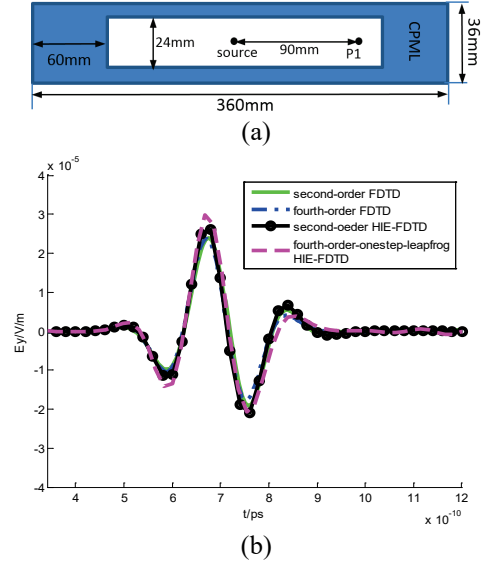 60mm
24mm
source
90mm
P1
CPML
36mm
360mm
(a)
x 10⁻⁵
4
3
2
1
0
-1
-2
-3
-4
Ey/V/m
second-order FDTD
fourth-order FDTD
second-oeder HIE-FDTD
fourth-order-onestep-leapfrog
HIE-FDTD
4 5 6 7 8 9 10 11 12
t/ps
x 10⁻¹⁰
(b)